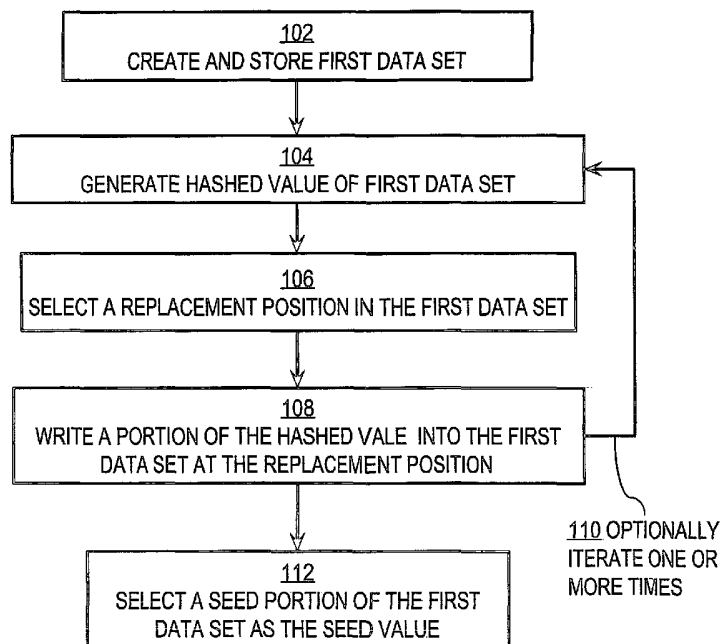 102
CREATE AND STORE FIRST DATA SET
104
GENERATE HASHED VALUE OF FIRST DATA SET
106
SELECT A REPLACEMENT POSITION IN THE FIRST DATA SET
108
WRITE A PORTION OF THE HASHED VALE INTO THE FIRST
DATA SET AT THE REPLACEMENT POSITION
110 OPTIONALLY
ITERATE ONE OR
MORE TIMES
112
SELECT A SEED PORTION OF THE FIRST
DATA SET AS THE SEED VALUE